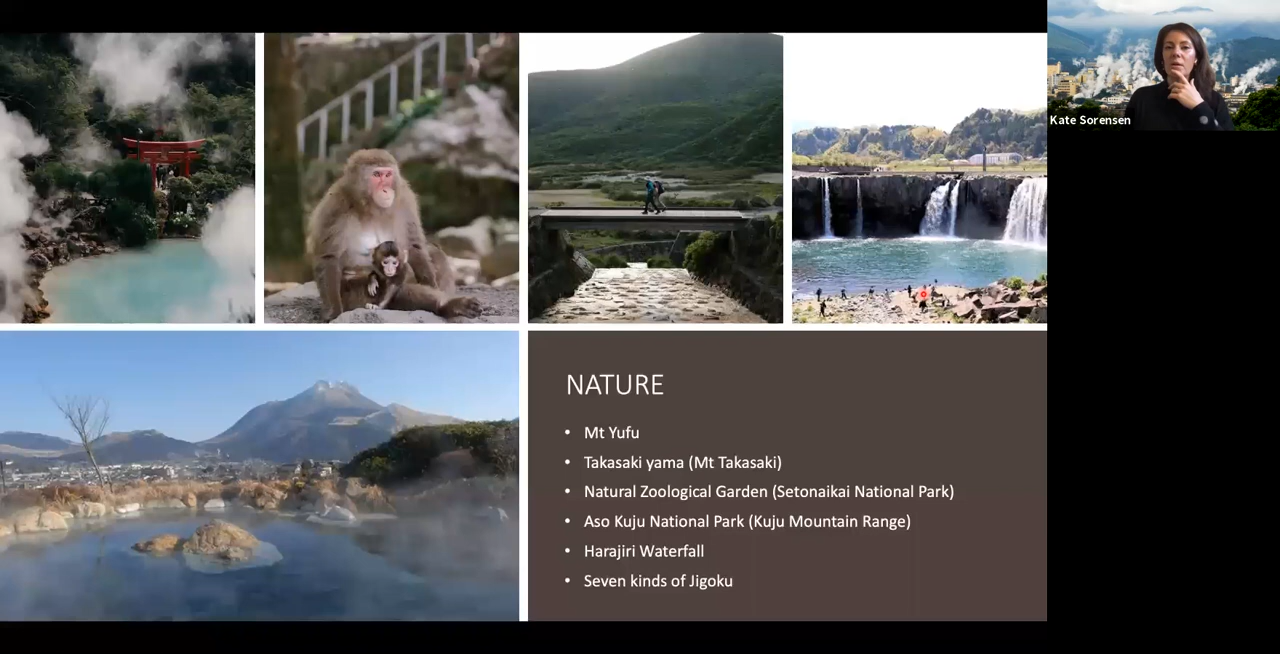 Kate Sorensen
NATURE
• Mt Yufu
• Takasaki yama (Mt Takasaki)
• Natural Zoological Garden (Setonaikai National Park)
• Aso Kuju National Park (Kuju Mountain Range)
• Harajiri Waterfall
• Seven kinds of Jigoku